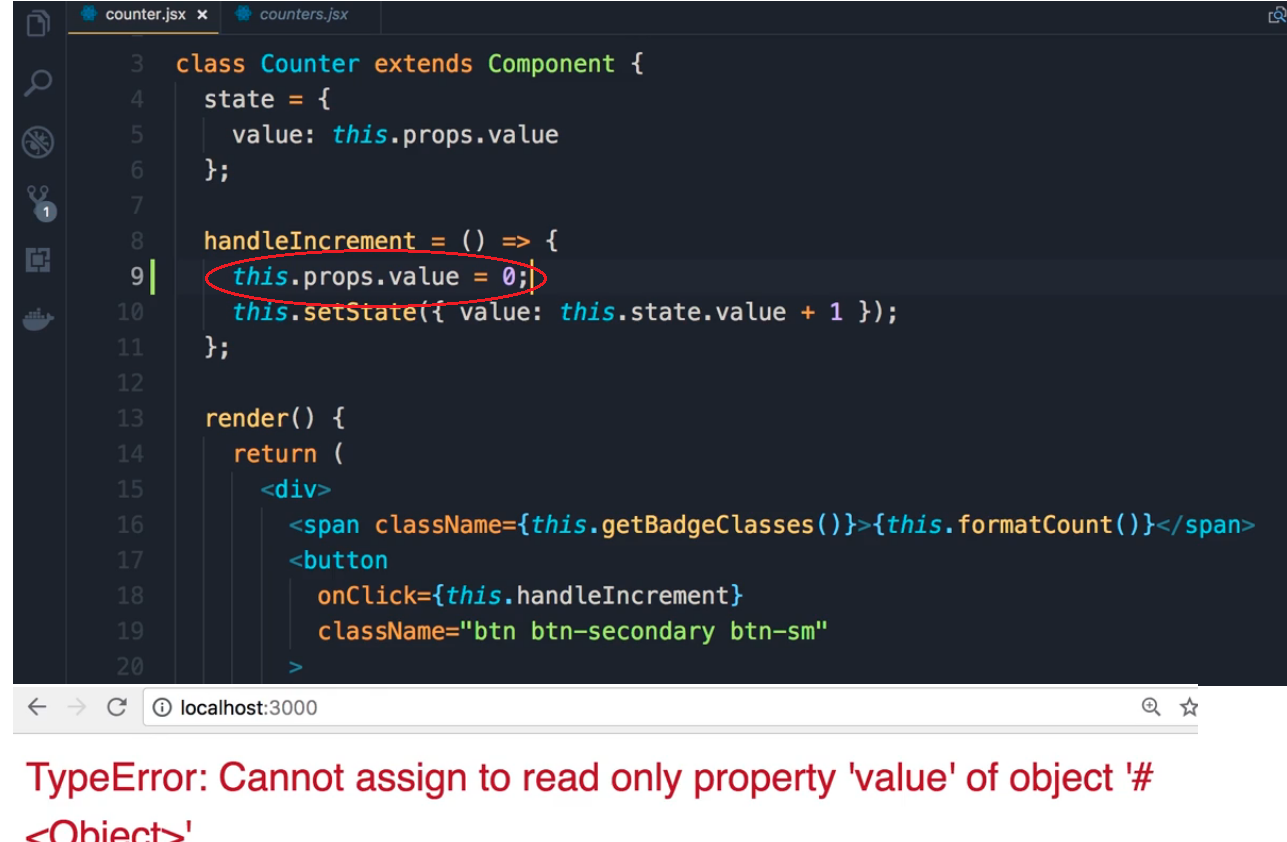 counter.jsx × counters.jsx
3 class Counter extends Component {
4 state = {
5 value: this.props.value
6 };
7
8 handleIncrement = () => {
9 this.props.value = 0;
10 this.setState({ value: this.state.value + 1 });
11 };
12
13 render() {
14 return (
15 <div>
16 <span className={this.getBadgeClasses()}>{this.formatCount()}</span>
17 <button
18 onClick={this.handleIncrement}
19 className="btn btn-secondary btn-sm"
20 >
1
localhost:3000
TypeError: Cannot assign to read only property 'value' of object '#
<Object>'